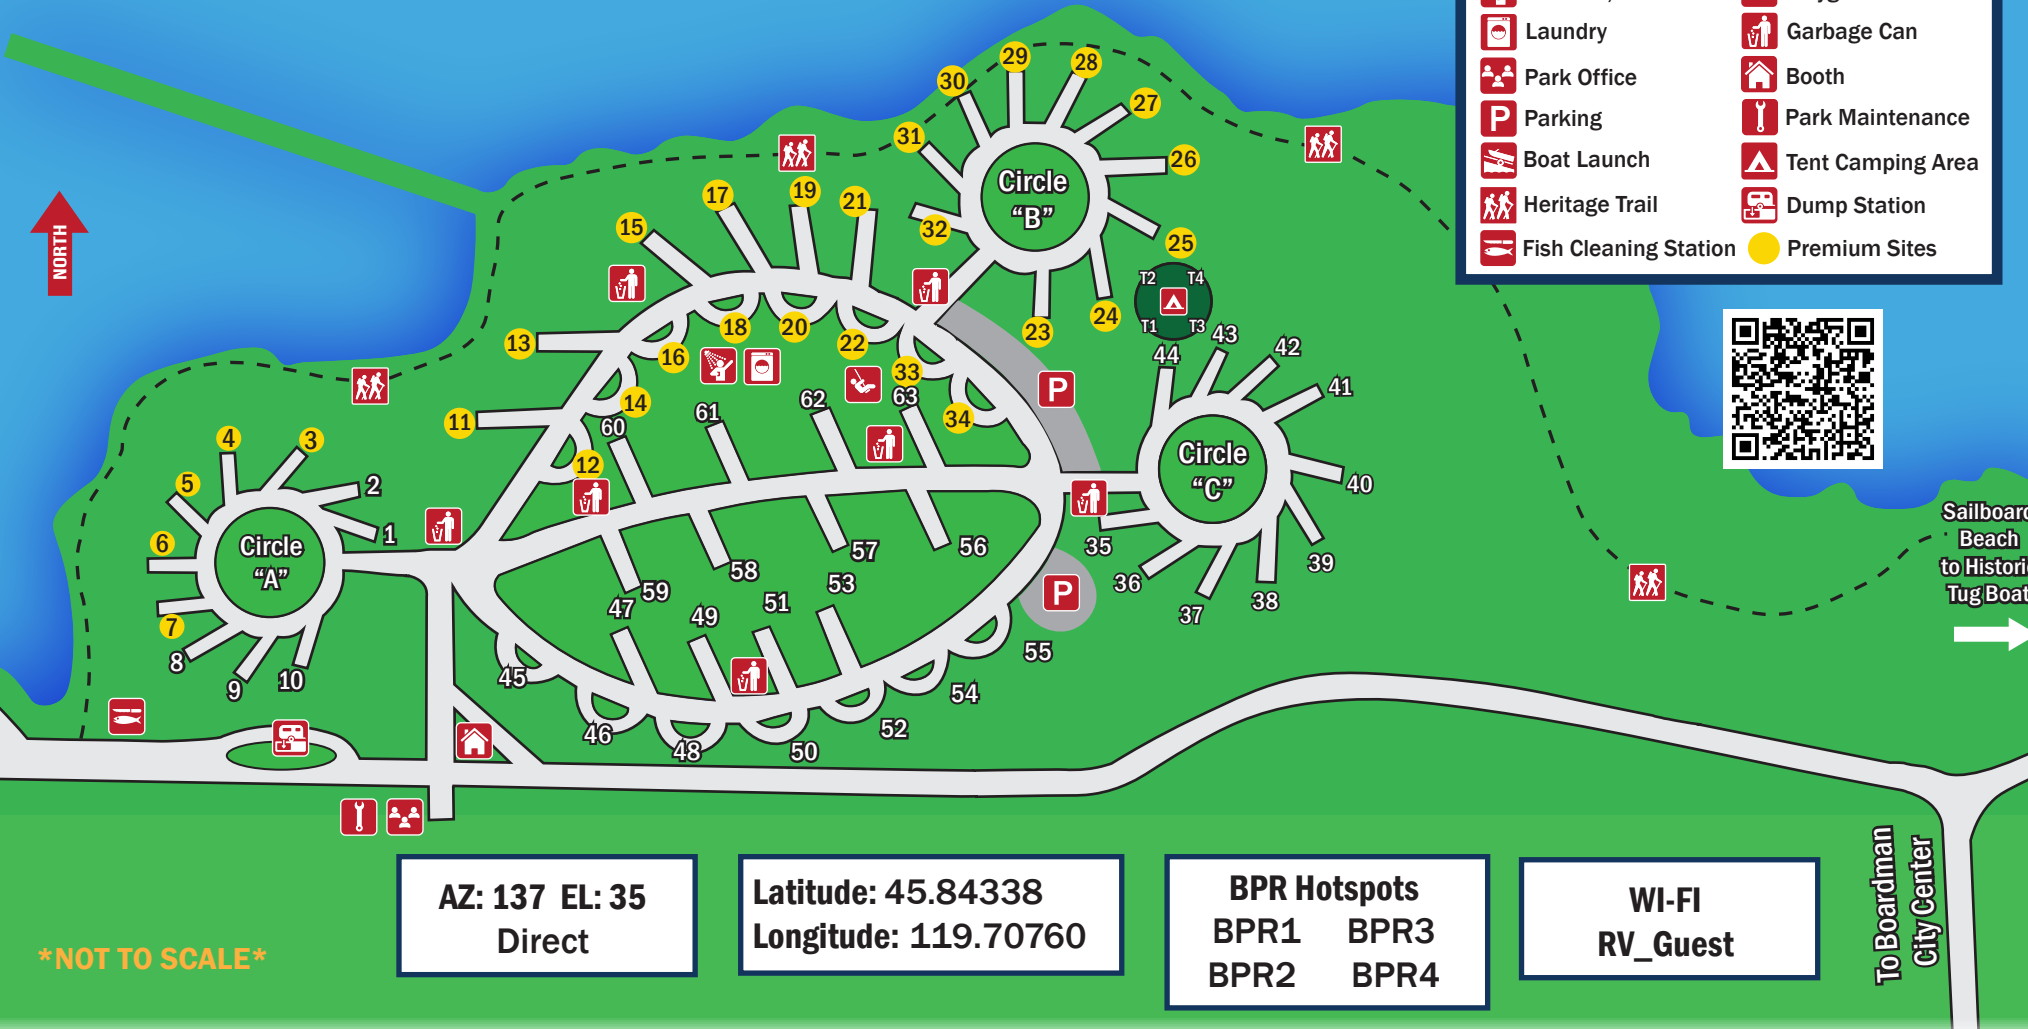 Laundry
Garbage Can
Park Office
Booth
P
Parking
Park Maintenance
Boat Launch
Tent Camping Area
Heritage Trail
Dump Station
Fish Cleaning Station
Premium Sites
NORTH
29
28
30
27
31
26
Circle
“B”
32
25
24
23
17
19
21
15
13
18
20
22
16
33
14
34
11
12
T2
T4
T1
T3
P
43
44
42
41
Circle
“C”
40
39
38
37
36
35
60
61
62
63
56
57
58
59
4
3
5
2
6
1
Circle
“A”
7
8
9
10
47
49
51
53
45
46
48
50
52
54
55
P
Sailboard
Beach
to Historic
Tug Boat
AZ: 137 EL: 35
Direct
Latitude: 45.84338
Longitude: 119.70760
BPR Hotspots
BPR1 BPR3
BPR2 BPR4
WI-FI
RV_Guest
To Boardman
City Center
*NOT TO SCALE*